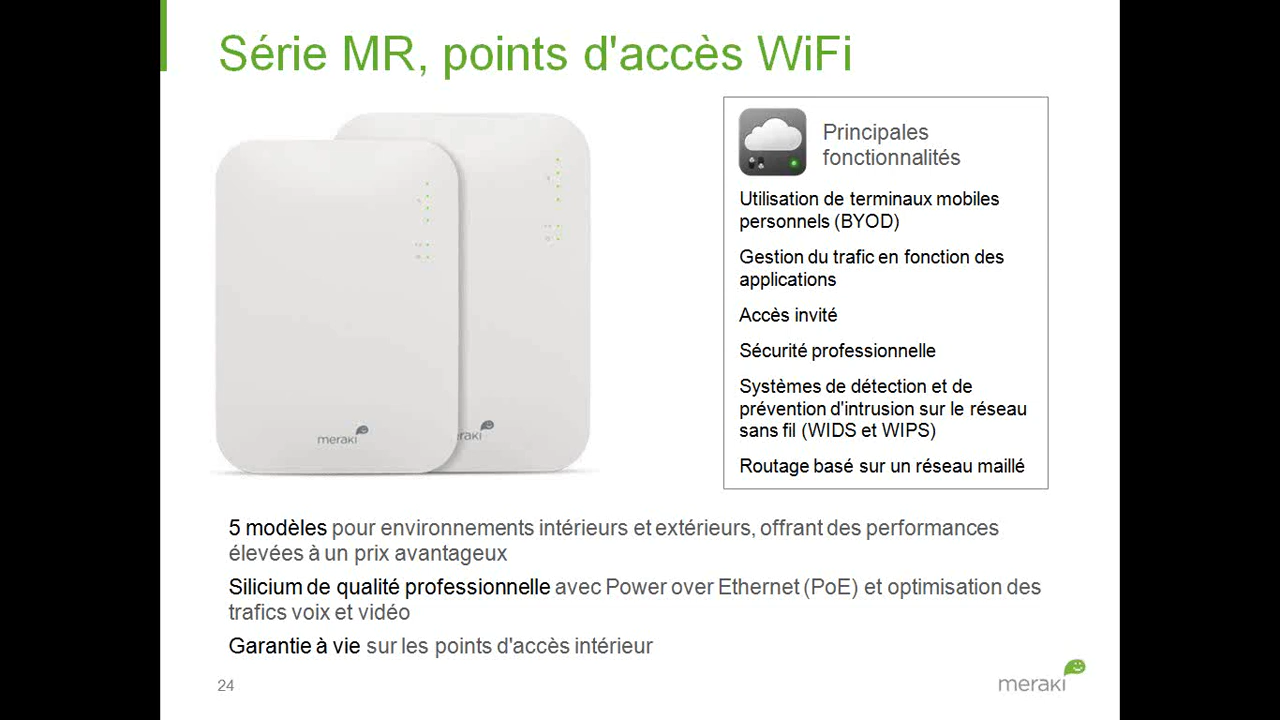 Série MR, points d'accès WiFi
Principales
fonctionnalités
Utilisation de terminaux mobiles
personnels (BYOD)
Gestion du trafic en fonction des
applications
Accès invité
Sécurité professionnelle
Systèmes de détection et de
prévention d'intrusion sur le réseau
sans fil (WIDS et WIPS)
Routage basé sur un réseau maillé
meraki
eraki
5 modèles pour environnements intérieurs et extérieurs, offrant des performances
élevées à un prix avantageux
Silicium de qualité professionnelle avec Power over Ethernet (PoE) et optimisation des
trafics voix et vidéo
Garantie à vie sur les points d'accès intérieur
24
meraki